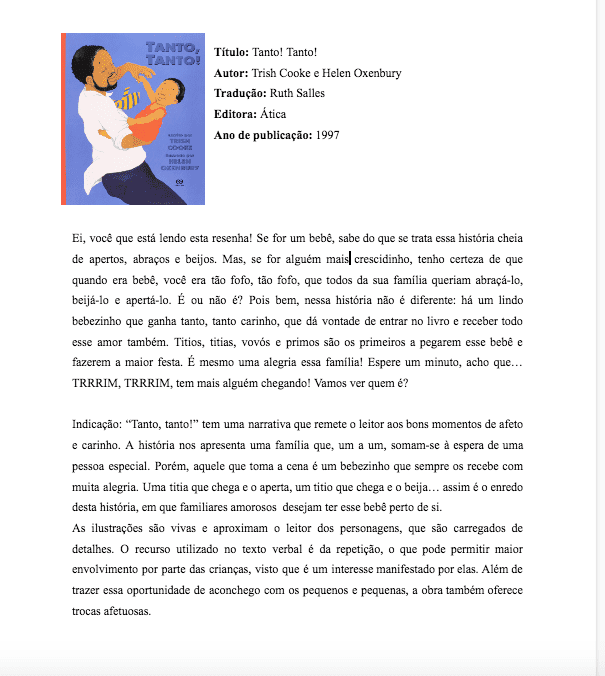 TANTO,
TANTO!
TRISH
COOKE
HELEN
OXENBURY
Título: Tanto! Tanto!
Autor: Trish Cooke e Helen Oxenbury
Tradução: Ruth Salles
Editora: Ática
Ano de publicação: 1997
Ei, você que está lendo esta resenha! Se for um bebê, sabe do que se trata essa história cheia
de apertos, abraços e beijos. Mas, se for alguém mais crescidinho, tenho certeza de que
quando era bebê, você era tão fofo, tão fofo, que todos da sua família queriam abraçá-lo,
beijá-lo e apertá-lo. É ou não é? Pois bem, nessa história não é diferente: há um lindo
bebezinho que ganha tanto, tanto carinho, que dá vontade de entrar no livro e receber todo
esse amor também. Titios, titias, vovós e primos são os primeiros a pegarem esse bebê e
fazerem a maior festa. É mesmo uma alegria essa família! Espere um minuto, acho que…
TRRRIM, TRRRIM, tem mais alguém chegando! Vamos ver quem é?
Indicação: “Tanto, tanto!” tem uma narrativa que remete o leitor aos bons momentos de afeto
e carinho. A história nos apresenta uma família que, um a um, somam-se à espera de uma
pessoa especial. Porém, aquele que toma a cena é um bebezinho que sempre os recebe com
muita alegria. Uma titia que chega e o aperta, um titio que chega e o beija… assim é o enredo
desta história, em que familiares amorosos desejam ter esse bebê perto de si.
As ilustrações são vivas e aproximam o leitor dos personagens, que são carregados de
detalhes. O recurso utilizado no texto verbal é da repetição, o que pode permitir maior
envolvimento por parte das crianças, visto que é um interesse manifestado por elas. Além de
trazer essa oportunidade de aconchego com os pequenos e pequenas, a obra também oferece
trocas afetuosas.